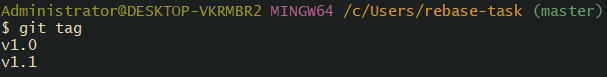 Administrator@DESKTOP-VKRMBR2 MINGW64 /c/Users/rebase-task (master)
$ git tag
v1.0
v1.1